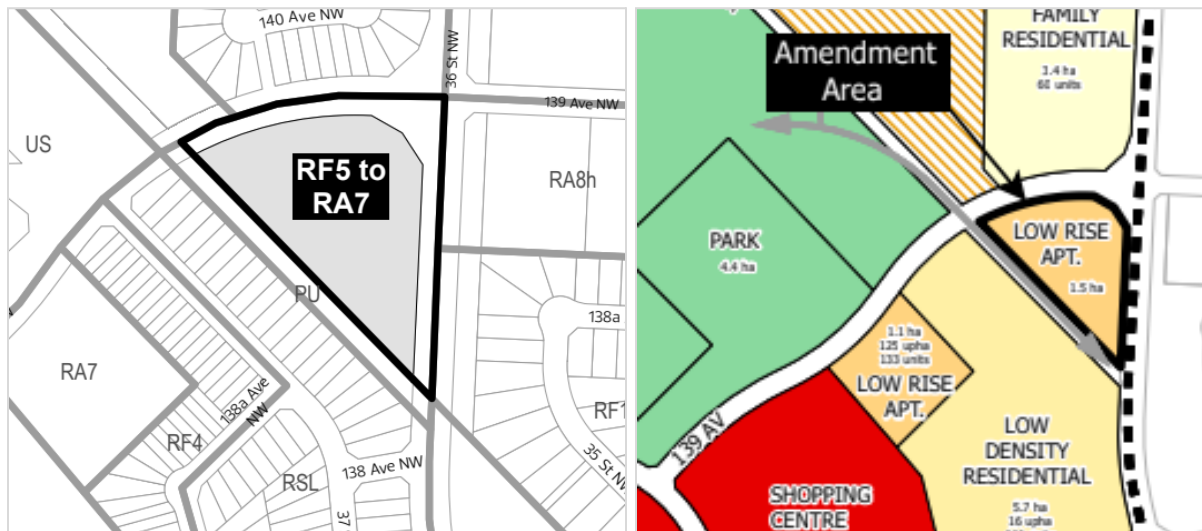 140 Ave NW
36 St NW
139 Ave NW
US
RF5 to
RA7
RA8h
PU
138a
RA7
138a Ave
NW
RF4
RF1
138 Ave NW
RSL
35 St NW
37
FAMILY
RESIDENTIAL
3.4 ha
60 units
Amendment
Area
LOW RISE
APT.
1.5 ha
PARK
4.4 ha
1.1 ha
125 upha
133 units
LOW RISE
APT.
139 AV
LOW
DENSITY
RESIDENTIAL
5.7 ha
16 upha
SHOPPING
CENTRE